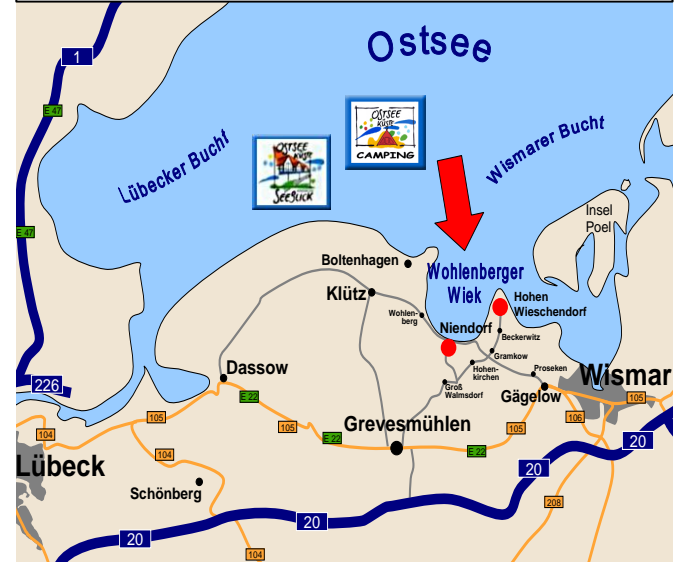 Ostsee
1
E 47
OSTSEE
KÜSTE
CAMPING
OSTSEE
KÜSTE
SEEBLICK
Lübecker Bucht
Wismarer Bucht
Insel
Poel
E 47
Boltenhagen
Wohlenberger
Wiek
Klütz
Hohen
Wieschendorf
Wohlen-
berg
Niendorf
Beckerwitz
Gramkow
Hohen-
kirchen
Proseken
Dassow
226
Groß
Walmsdorf
Wismar
Gägelow
E 22
105
105
105
106
105
Grevesmühlen
104
104
E 22
E 22
105
20
Lübeck
Schönberg
20
20
20
208
104